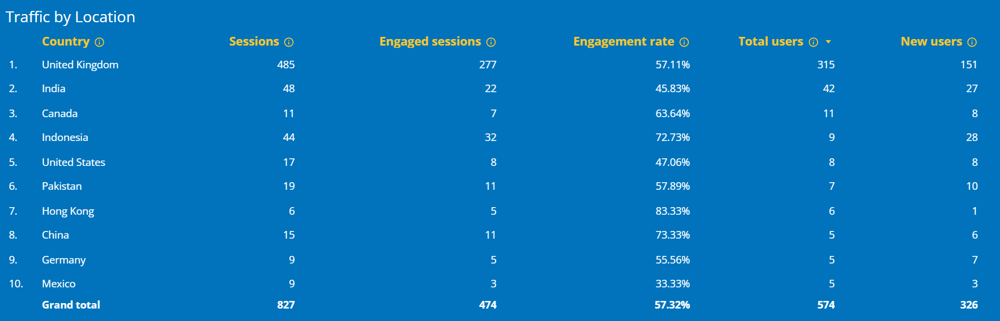 Traffic by Location
Country Sessions Engaged sessions Engagement rate Total users New users
1. United Kingdom 485 277 57.11% 315 151
2. India 48 22 45.83% 42 27
3. Canada 11 7 63.64% 11 8
4. Indonesia 44 32 72.73% 9 28
5. United States 17 8 47.06% 8 8
6. Pakistan 19 11 57.89% 7 10
7. Hong Kong 6 5 83.33% 6 1
8. China 15 11 73.33% 5 6
9. Germany 9 5 55.56% 5 7
10. Mexico 9 3 33.33% 5 3
Grand total 827 474 57.32% 574 326